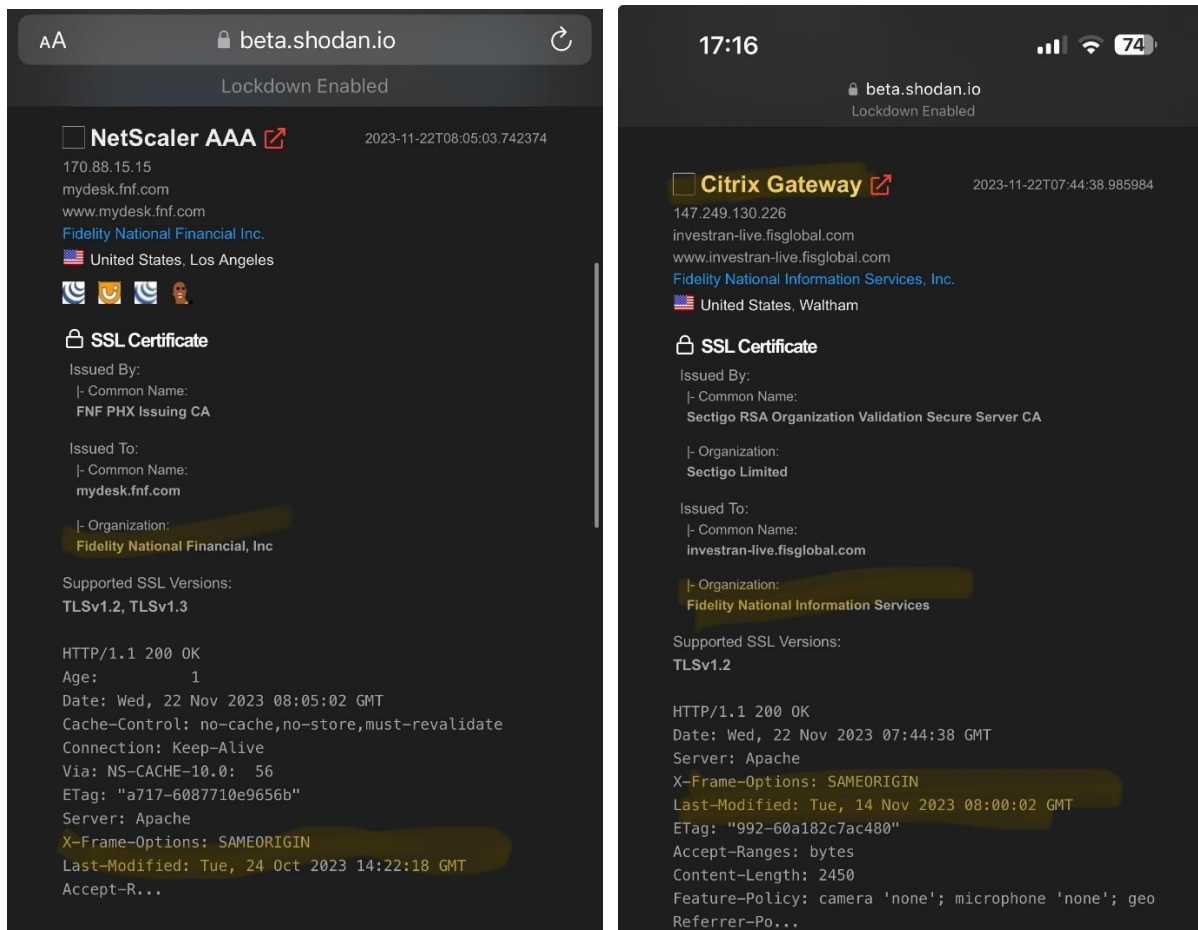 AA beta.shodan.io
Lockdown Enabled
NetScaler AAA
2023-11-22T08:05:03.742374
170.88.15.15
mydesk.fnf.com
www.mydesk.fnf.com
Fidelity National Financial Inc.
United States, Los Angeles
SSL Certificate
Issued By:
|- Common Name:
FNF PHX Issuing CA
Issued To:
|- Common Name:
mydesk.fnf.com
|- Organization:
Fidelity National Financial, Inc
Supported SSL Versions:
TLSv1.2, TLSv1.3
HTTP/1.1 200 OK
Age: 1
Date: Wed, 22 Nov 2023 08:05:02 GMT
Cache-Control: no-cache,no-store,must-revalidate
Connection: Keep-Alive
Via: NS-CACHE-10.0: 56
ETag: "a717-6087710e9656b"
Server: Apache
X-Frame-Options: SAMEORIGIN
Last-Modified: Tue, 24 Oct 2023 14:22:18 GMT
Accept-R...
17:16
74
beta.shodan.io
Lockdown Enabled
Citrix Gateway
2023-11-22T07:44:38.985984
147.249.130.226
investran-live.fisglobal.com
www.investran-live.fisglobal.com
Fidelity National Information Services, Inc.
United States, Waltham
SSL Certificate
Issued By:
|- Common Name:
Sectigo RSA Organization Validation Secure Server CA
|- Organization:
Sectigo Limited
Issued To:
|- Common Name:
investran-live.fisglobal.com
|- Organization:
Fidelity National Information Services
Supported SSL Versions:
TLSv1.2
HTTP/1.1 200 OK
Date: Wed, 22 Nov 2023 07:44:38 GMT
Server: Apache
X-Frame-Options: SAMEORIGIN
Last-Modified: Tue, 14 Nov 2023 08:00:02 GMT
ETag: "992-60a182c7ac480"
Accept-Ranges: bytes
Content-Length: 2450
Feature-Policy: camera 'none'; microphone 'none'; geo
Referrer-Po...